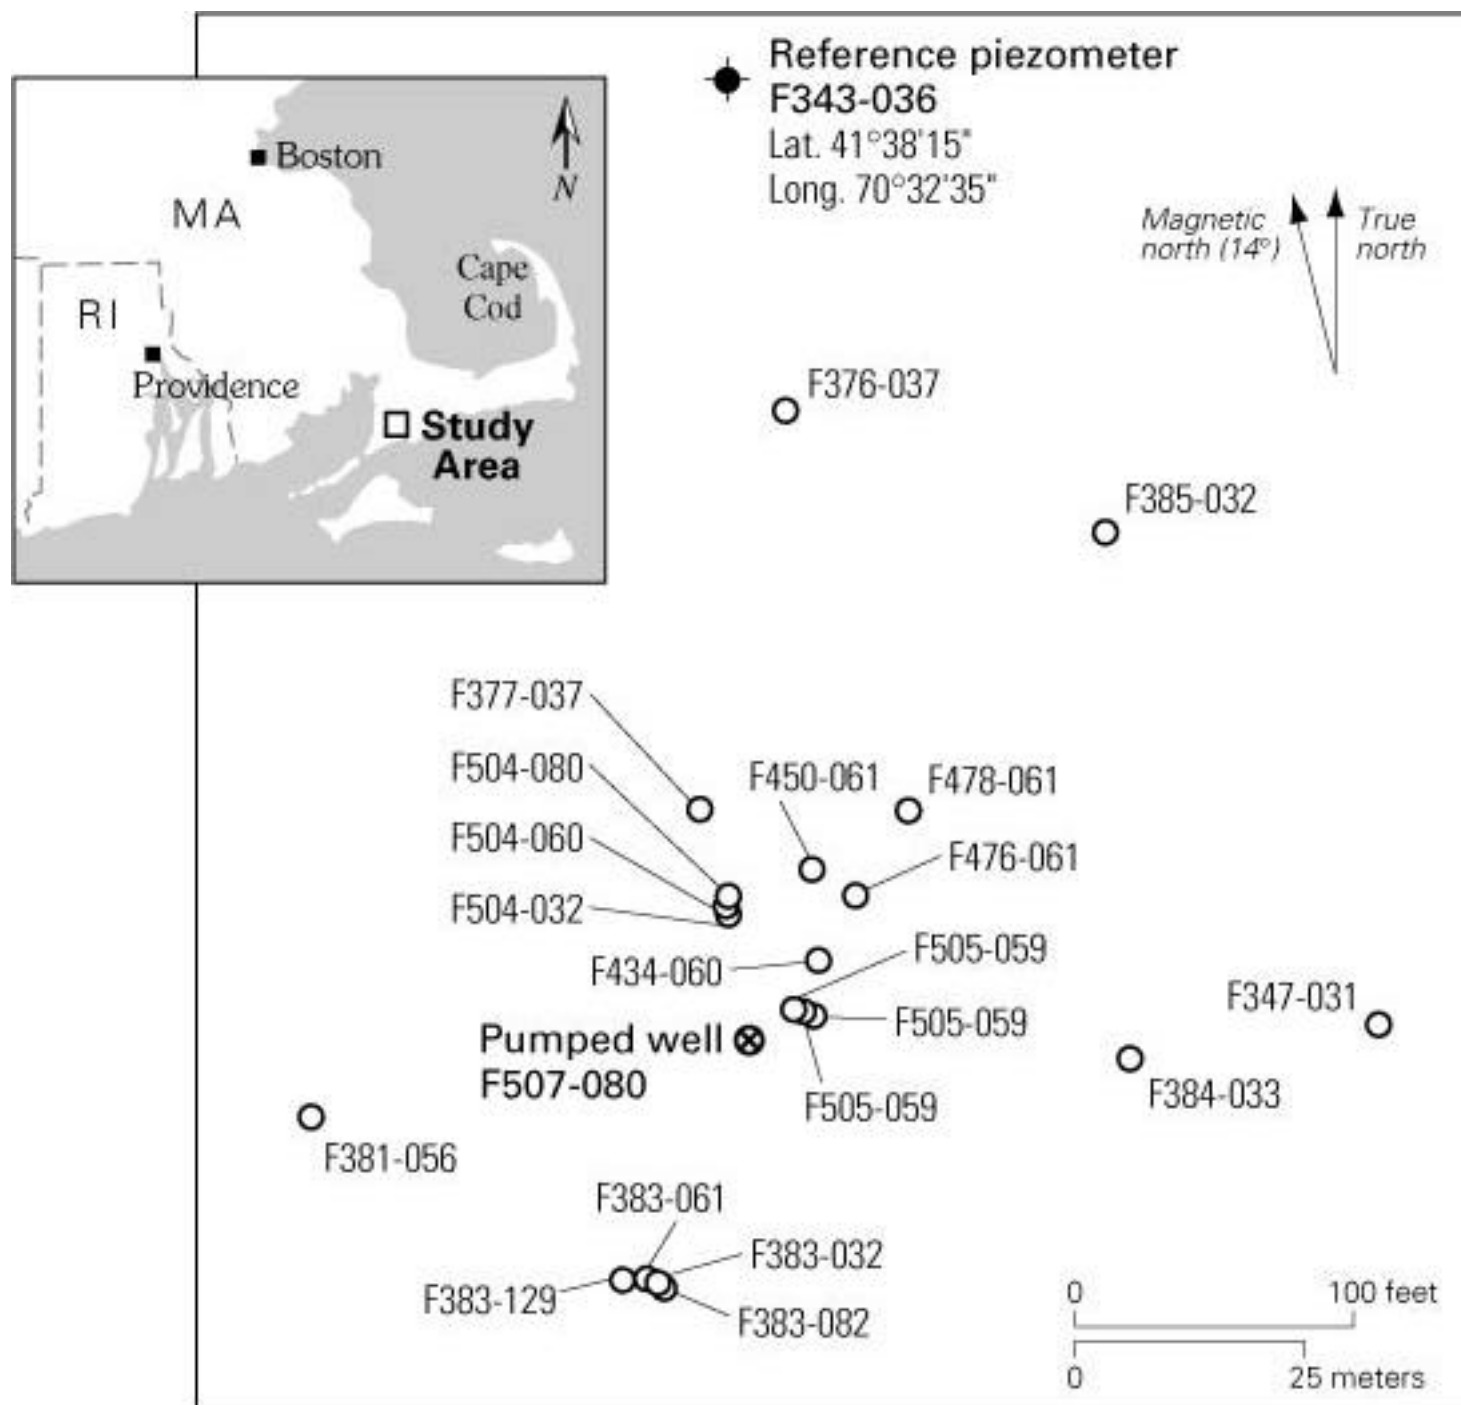 Reference piezometer
F343-036
Lat. 41°38'15"
Long. 70°32'35"
Boston
N
MA
Cape
Cod
RI
Providence
Study
Area
Magnetic
north (14°)
True
north
F376-037
F385-032
F377-037
F504-080
F450-061
F478-061
F504-060
F476-061
F504-032
F434-060
F505-059
F347-031
F505-059
Pumped well
F507-080
F384-033
F505-059
F381-056
F383-061
F383-032
F383-129
F383-082
0 100 feet
0 25 meters